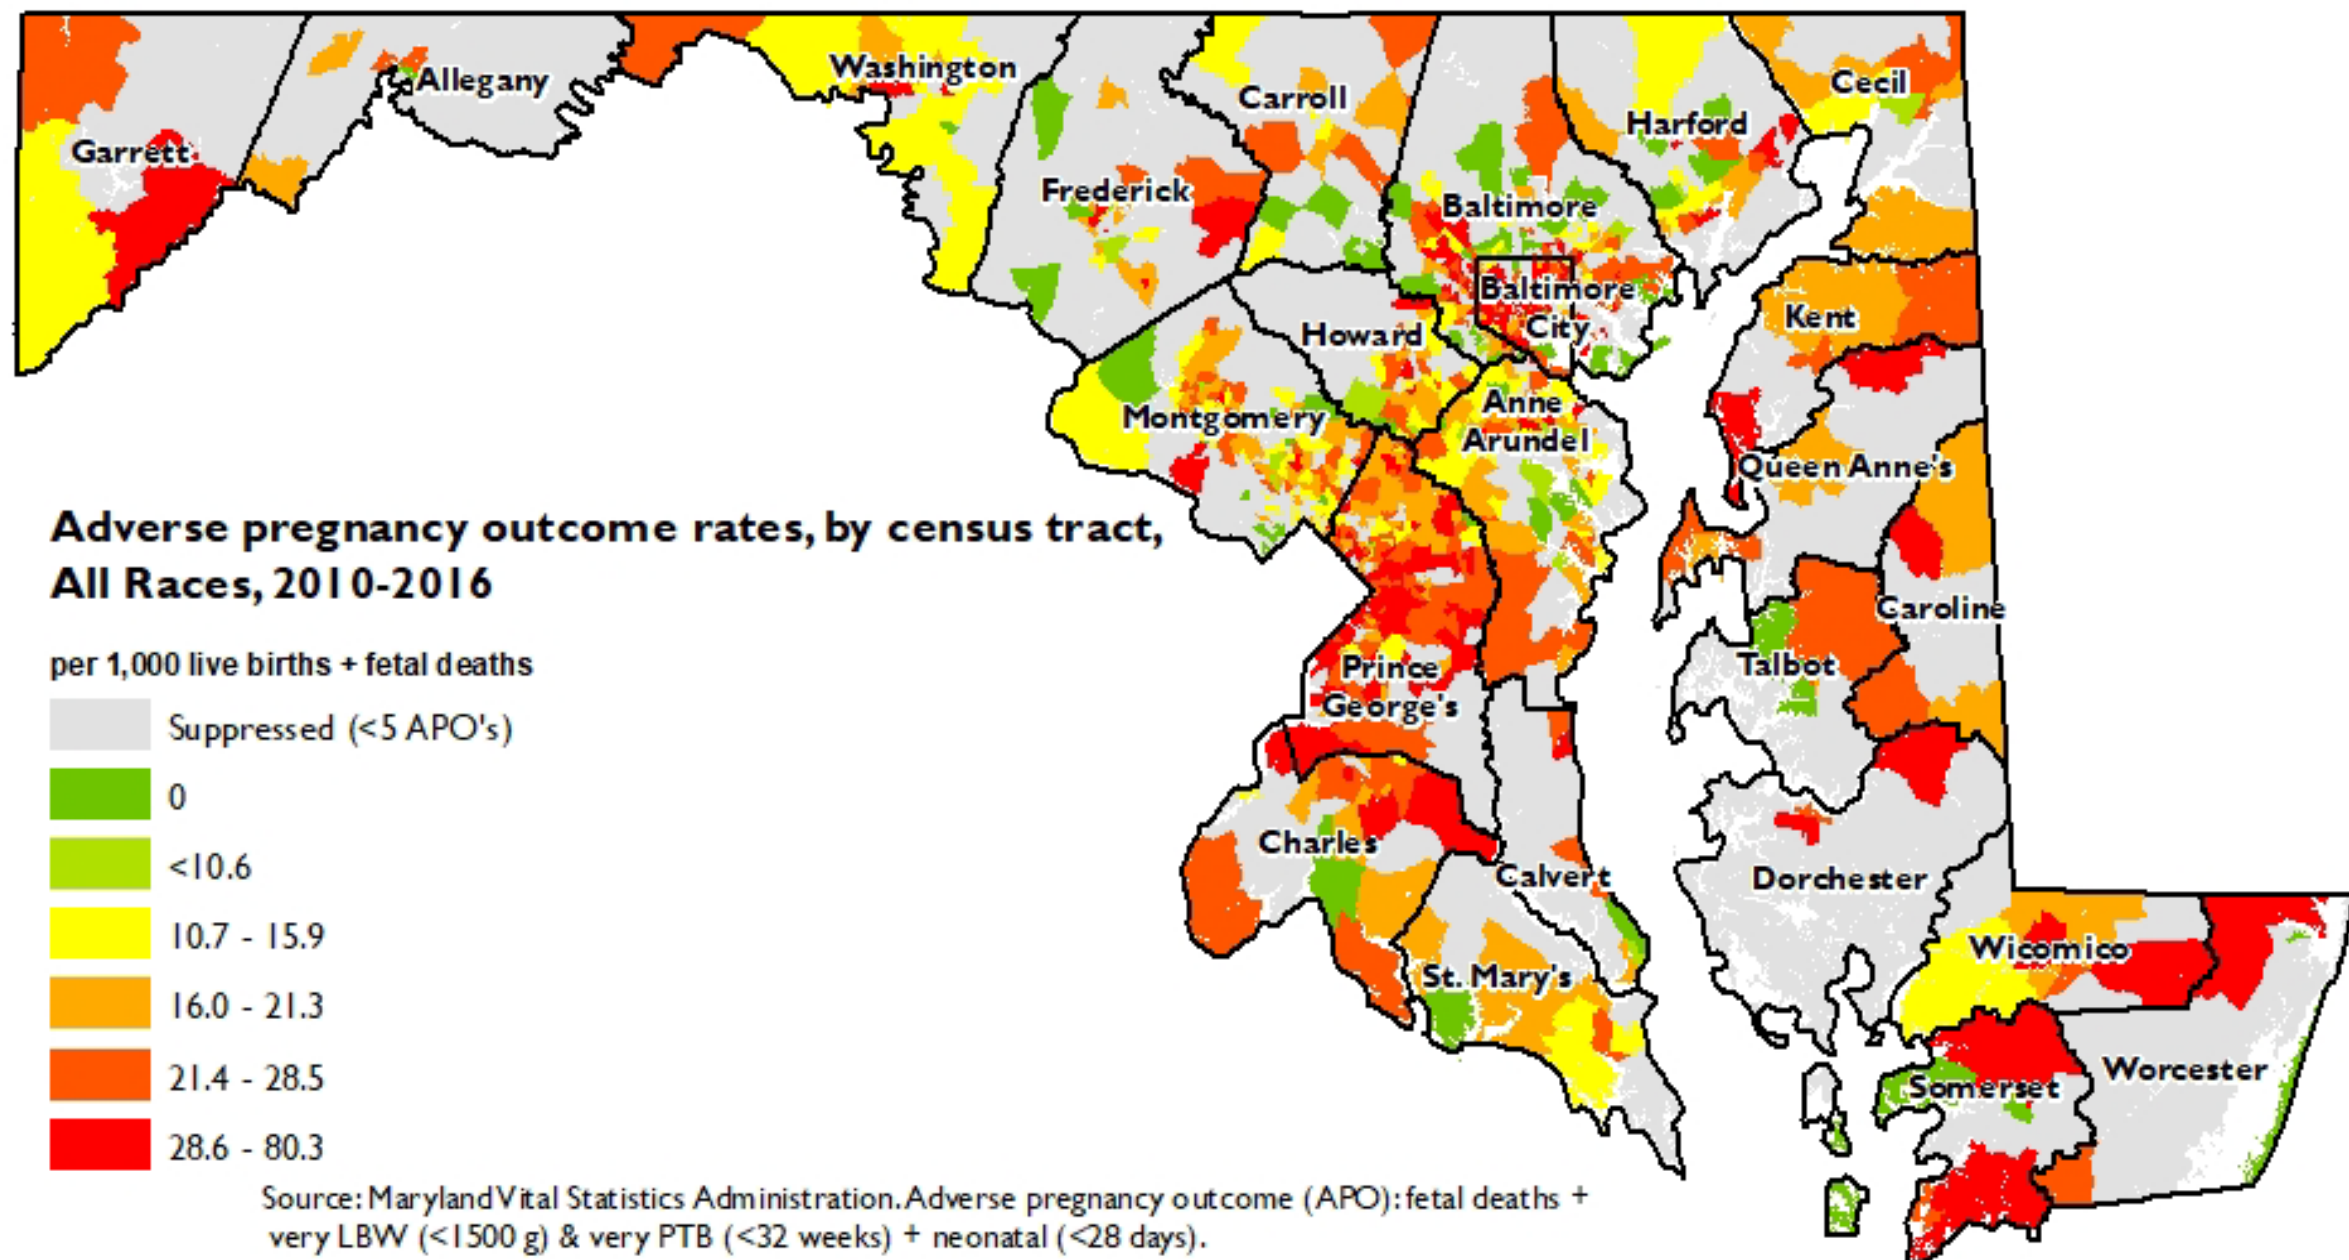 Washington
Allegany
Cecil
Carroll
Harford
Garrett
Frederick
Baltimore
Baltimore
City
Kent
Howard
Anne
Arundel
Montgomery
Queen Anne's
Adverse pregnancy outcome rates, by census tract,
All Races, 2010-2016
Caroline
per 1,000 live births + fetal deaths
Talbot
Prince
George's
Suppressed (<5 APO's)
0
Charles
<10.6
Calvert
Dorchester
10.7 - 15.9
Wicomico
St. Mary's
16.0 - 21.3
21.4 - 28.5
Worcester
Somerset
28.6 - 80.3
Source: Maryland Vital Statistics Administration. Adverse pregnancy outcome (APO): fetal deaths +
very LBW (<1500 g) & very PTB (<32 weeks) + neonatal (<28 days).